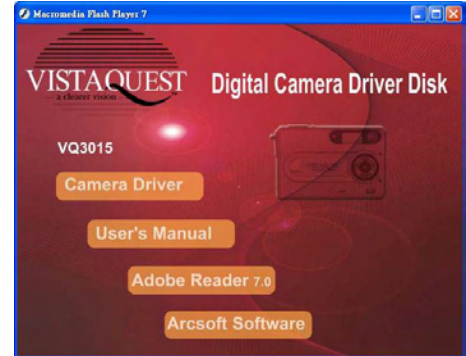 Macromedia Flash Player 7
VISTAQUEST
a clearer vision
Digital Camera Driver Disk
VQ3015
Camera Driver
User's Manual
Adobe Reader 7.0
Arcsoft Software